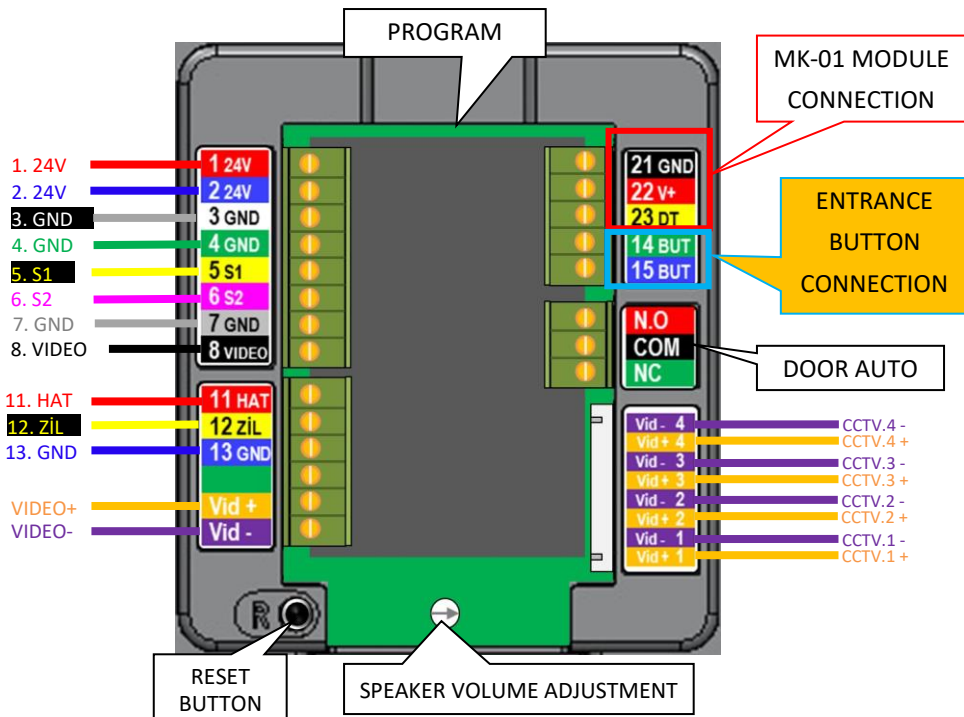 PROGRAM
MK-01 MODULE
CONNECTION
ENTRANCE
BUTTON
CONNECTION
DOOR AUTO
1. 24V
2. 24V
3. GND
4. GND
5. S1
6. S2
7. GND
8. VIDEO
11. HAT
12. ZİL
13. GND
VIDEO+
VIDEO-
1 24V
2 24V
3 GND
4 GND
5 S1
6 S2
7 GND
8 VIDEO
11 HAT
12 ZİL
13 GND
Vid +
Vid -
21 GND
22 V+
23 DT
14 BUT
15 BUT
N.O
COM
NC
Vid - 4
Vid + 4
Vid - 3
Vid + 3
Vid - 2
Vid + 2
Vid - 1
Vid + 1
CCTV.4 -
CCTV.4 +
CCTV.3 -
CCTV.3 +
CCTV.2 -
CCTV.2 +
CCTV.1 -
CCTV.1 +
R
RESET
BUTTON
SPEAKER VOLUME ADJUSTMENT